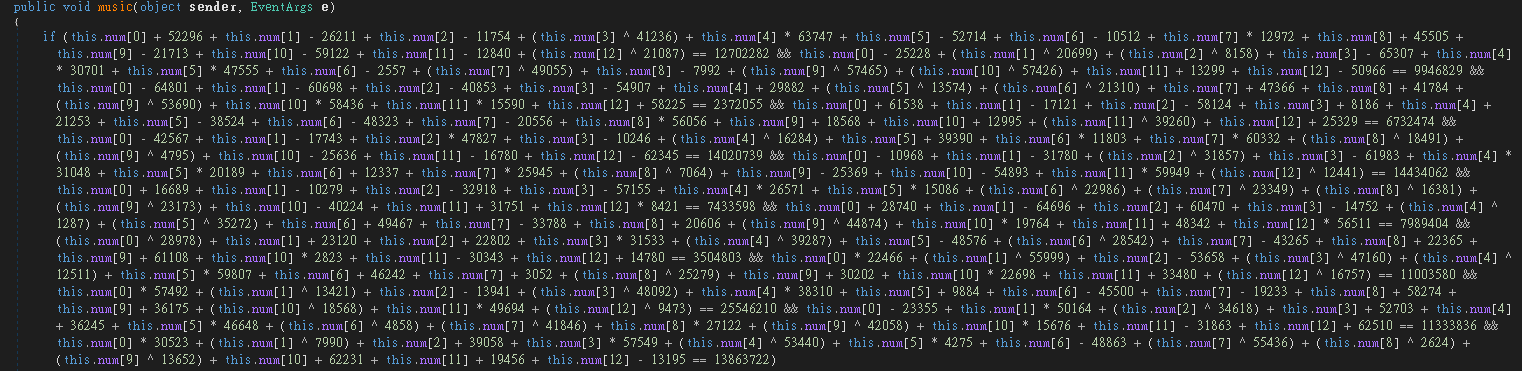 public void music(object sender, EventArgs e)
{
if (this.num[0] + 52296 + this.num[1] - 26211 + this.num[2] - 11754 + (this.num[3] ^ 41236) + this.num[4] * 63747 + this.num[5] - 52714 + this.num[6] - 10512 + this.num[7] * 12972 + this.num[8] + 45505 +
this.num[9] - 21713 + this.num[10] - 59122 + this.num[11] - 12840 + (this.num[12] ^ 21087) == 12702282 && this.num[0] - 25228 + (this.num[1] ^ 20699) + (this.num[2] ^ 8158) + this.num[3] - 65307 + this.num[4]
* 30701 + this.num[5] * 47555 + this.num[6] - 2557 + (this.num[7] ^ 49055) + this.num[8] - 7992 + (this.num[9] ^ 57465) + (this.num[10] ^ 57426) + this.num[11] + 13299 + this.num[12] - 50966 == 9946829 &&
this.num[0] - 64801 + this.num[1] - 60698 + this.num[2] - 40853 + this.num[3] - 54907 + this.num[4] + 29882 + (this.num[5] ^ 13574) + (this.num[6] ^ 21310) + this.num[7] + 47366 + this.num[8] + 41784 +
(this.num[9] ^ 53690) + this.num[10] * 58436 + this.num[11] * 15590 + this.num[12] + 58225 == 2372055 && this.num[0] + 61538 + this.num[1] - 17121 + this.num[2] - 58124 + this.num[3] + 8186 + this.num[4] +
21253 + this.num[5] - 38524 + this.num[6] - 48323 + this.num[7] - 20556 + this.num[8] * 56056 + this.num[9] + 18568 + this.num[10] + 12995 + (this.num[11] ^ 39260) + this.num[12] + 25329 == 6732474 &&
this.num[0] - 42567 + this.num[1] - 17743 + this.num[2] * 47827 + this.num[3] - 10246 + (this.num[4] ^ 16284) + this.num[5] + 39390 + this.num[6] * 11803 + this.num[7] * 60332 + (this.num[8] ^ 18491) +
(this.num[9] ^ 4795) + this.num[10] - 25636 + this.num[11] - 16780 + this.num[12] - 62345 == 14020739 && this.num[0] - 10968 + this.num[1] - 31780 + (this.num[2] ^ 31857) + this.num[3] - 61983 + this.num[4] *
31048 + this.num[5] * 20189 + this.num[6] + 12337 + this.num[7] * 25945 + (this.num[8] ^ 7064) + this.num[9] - 25369 + this.num[10] - 54893 + this.num[11] * 59949 + (this.num[12] ^ 12441) == 14434062 &&
this.num[0] + 16689 + this.num[1] - 10279 + this.num[2] - 32918 + this.num[3] - 57155 + this.num[4] * 26571 + this.num[5] * 15086 + (this.num[6] ^ 22986) + (this.num[7] ^ 23349) + (this.num[8] ^ 16381) +
(this.num[9] ^ 23173) + this.num[10] - 40224 + this.num[11] + 31751 + this.num[12] * 8421 == 7433598 && this.num[0] + 28740 + this.num[1] - 64696 + this.num[2] + 60470 + this.num[3] - 14752 + (this.num[4] ^
1287) + (this.num[5] ^ 35272) + this.num[6] + 49467 + this.num[7] - 33788 + this.num[8] + 20606 + (this.num[9] ^ 44874) + this.num[10] * 19764 + this.num[11] + 48342 + this.num[12] * 56511 == 7989404 &&
(this.num[0] ^ 28978) + this.num[1] + 23120 + this.num[2] + 22802 + this.num[3] * 31533 + (this.num[4] ^ 39287) + this.num[5] - 48576 + (this.num[6] ^ 28542) + this.num[7] - 43265 + this.num[8] + 22365 +
this.num[9] + 61108 + this.num[10] * 2823 + this.num[11] - 30343 + this.num[12] + 14780 == 3504803 && this.num[0] * 22466 + (this.num[1] ^ 55999) + this.num[2] - 53658 + (this.num[3] ^ 47160) + (this.num[4] ^
12511) + this.num[5] * 59807 + this.num[6] + 46242 + this.num[7] + 3052 + (this.num[8] ^ 25279) + this.num[9] + 30202 + this.num[10] * 22698 + this.num[11] + 33480 + (this.num[12] ^ 16757) == 11003580 &&
this.num[0] * 57492 + (this.num[1] ^ 13421) + this.num[2] - 13941 + (this.num[3] ^ 48092) + this.num[4] * 38310 + this.num[5] + 9884 + this.num[6] - 45500 + this.num[7] - 19233 + this.num[8] + 58274 +
this.num[9] + 36175 + (this.num[10] ^ 18568) + this.num[11] * 49694 + (this.num[12] ^ 9473) == 25546210 && this.num[0] - 23355 + this.num[1] * 50164 + (this.num[2] ^ 34618) + this.num[3] + 52703 + this.num[4]
+ 36245 + this.num[5] * 46648 + (this.num[6] ^ 4858) + (this.num[7] ^ 41846) + this.num[8] * 27122 + (this.num[9] ^ 42058) + this.num[10] * 15676 + this.num[11] - 31863 + this.num[12] + 62510 == 11333836 &&
this.num[0] * 30523 + (this.num[1] ^ 7990) + this.num[2] + 39058 + this.num[3] * 57549 + (this.num[4] ^ 53440) + this.num[5] * 4275 + this.num[6] - 48863 + (this.num[7] ^ 55436) + (this.num[8] ^ 2624) +
(this.num[9] ^ 13652) + this.num[10] + 62231 + this.num[11] + 19456 + this.num[12] - 13195 == 13863722)